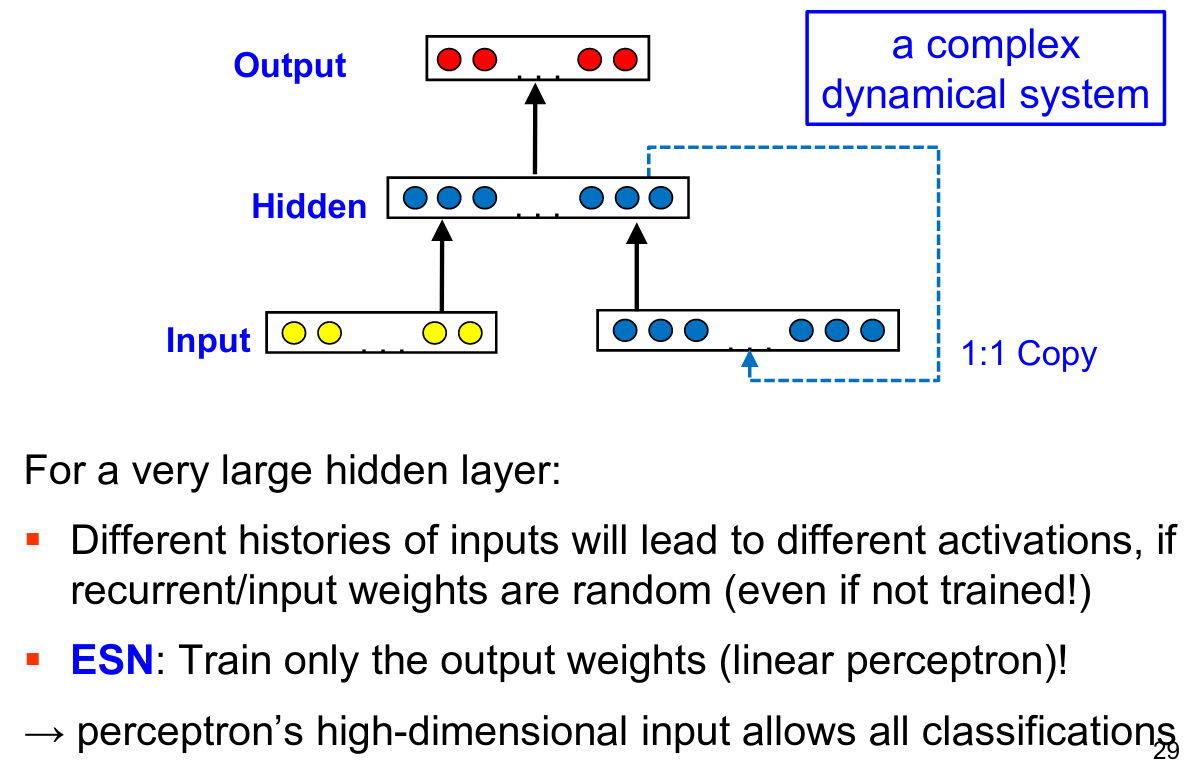 a complex
dynamical system
Output
. . .
Hidden
. . .
Input
. . .
. . .
1:1 Copy
For a very large hidden layer:
▪ Different histories of inputs will lead to different activations, if
recurrent/input weights are random (even if not trained!)
▪ ESN: Train only the output weights (linear perceptron)!
→ perceptron’s high-dimensional input allows all classifications
29